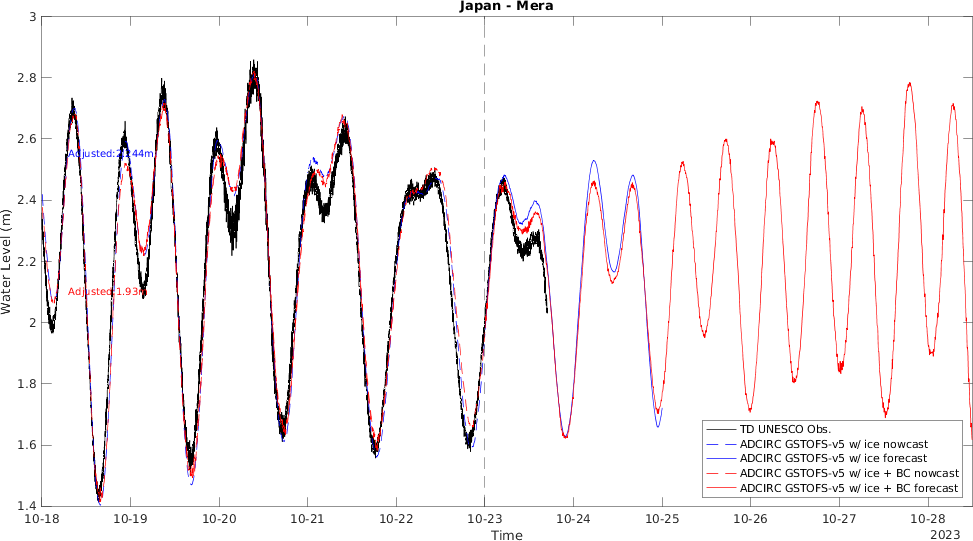 Japan - Mera
3
2.8
2.6
2.4
2.2
2
1.8
1.6
1.4
Water Level (m)
Adjusted:2.244m
Adjusted:1.93m
TD UNESCO Obs.
ADCIRC GSTOFS-v5 w/ ice nowcast
ADCIRC GSTOFS-v5 w/ ice forecast
ADCIRC GSTOFS-v5 w/ ice + BC nowcast
ADCIRC GSTOFS-v5 w/ ice + BC forecast
10-18 10-19 10-20 10-21 10-22 10-23 10-24 10-25 10-26 10-27 10-28
Time
2023